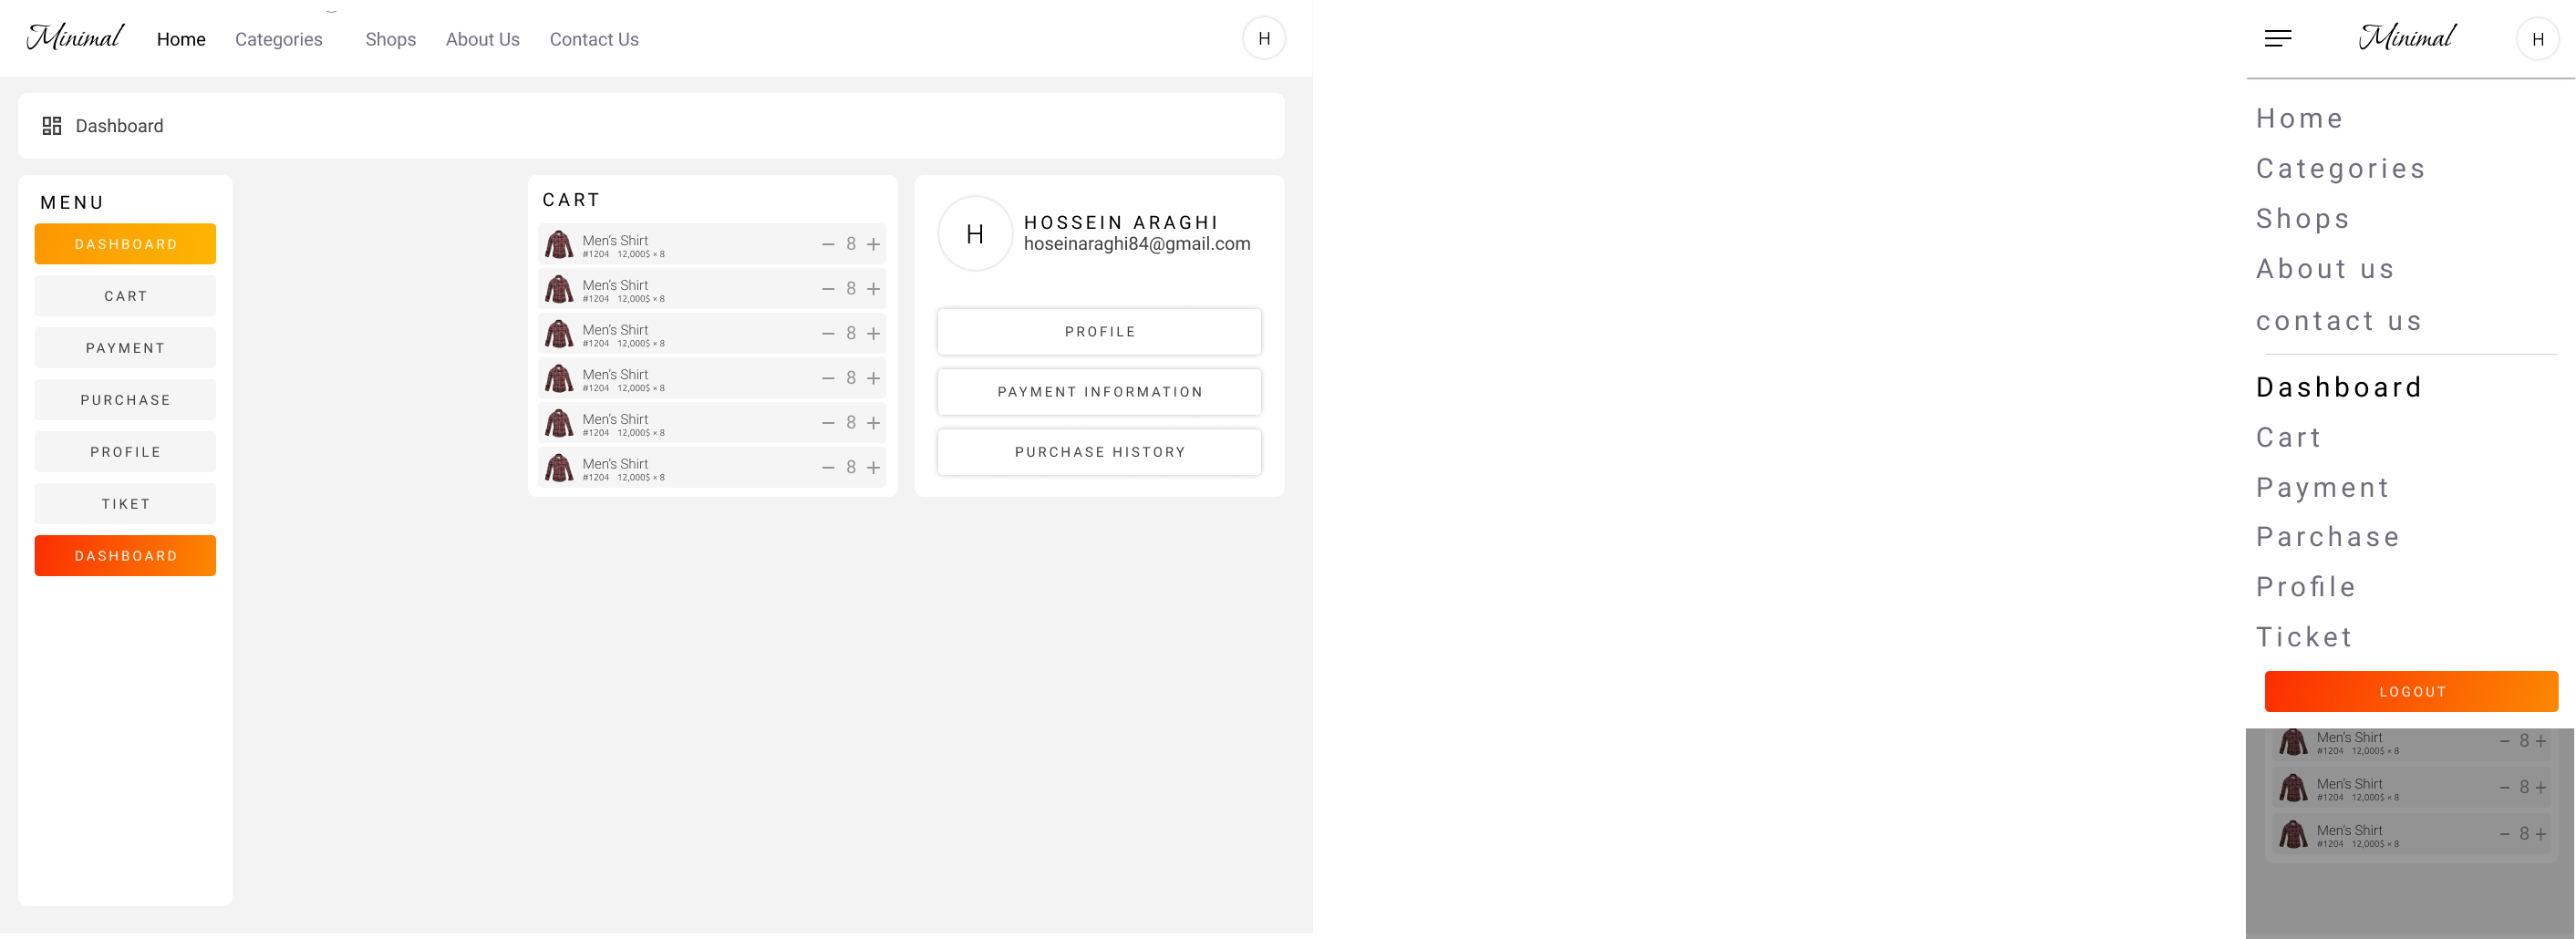 Minimal Home Categories Shops About Us Contact Us H
Dashboard
MENU
DASHBOARD
CART
PAYMENT
PURCHASE
PROFILE
TIKET
DASHBOARD
CART
Men's Shirt
#1204 12,000$ × 8
− 8 +
Men's Shirt
#1204 12,000$ × 8
− 8 +
Men's Shirt
#1204 12,000$ × 8
− 8 +
Men's Shirt
#1204 12,000$ × 8
− 8 +
Men's Shirt
#1204 12,000$ × 8
− 8 +
Men's Shirt
#1204 12,000$ × 8
− 8 +
H
HOSSEIN ARAGHI
hoseinaraghi84@gmail.com
PROFILE
PAYMENT INFORMATION
PURCHASE HISTORY
Minimal H
Home
Categories
Shops
About us
contact us
Dashboard
Cart
Payment
Parchase
Profile
Ticket
LOGOUT
Men's Shirt
#1204 12,000$ × 8
− 8 +
Men's Shirt
#1204 12,000$ × 8
− 8 +
Men's Shirt
#1204 12,000$ × 8
− 8 +